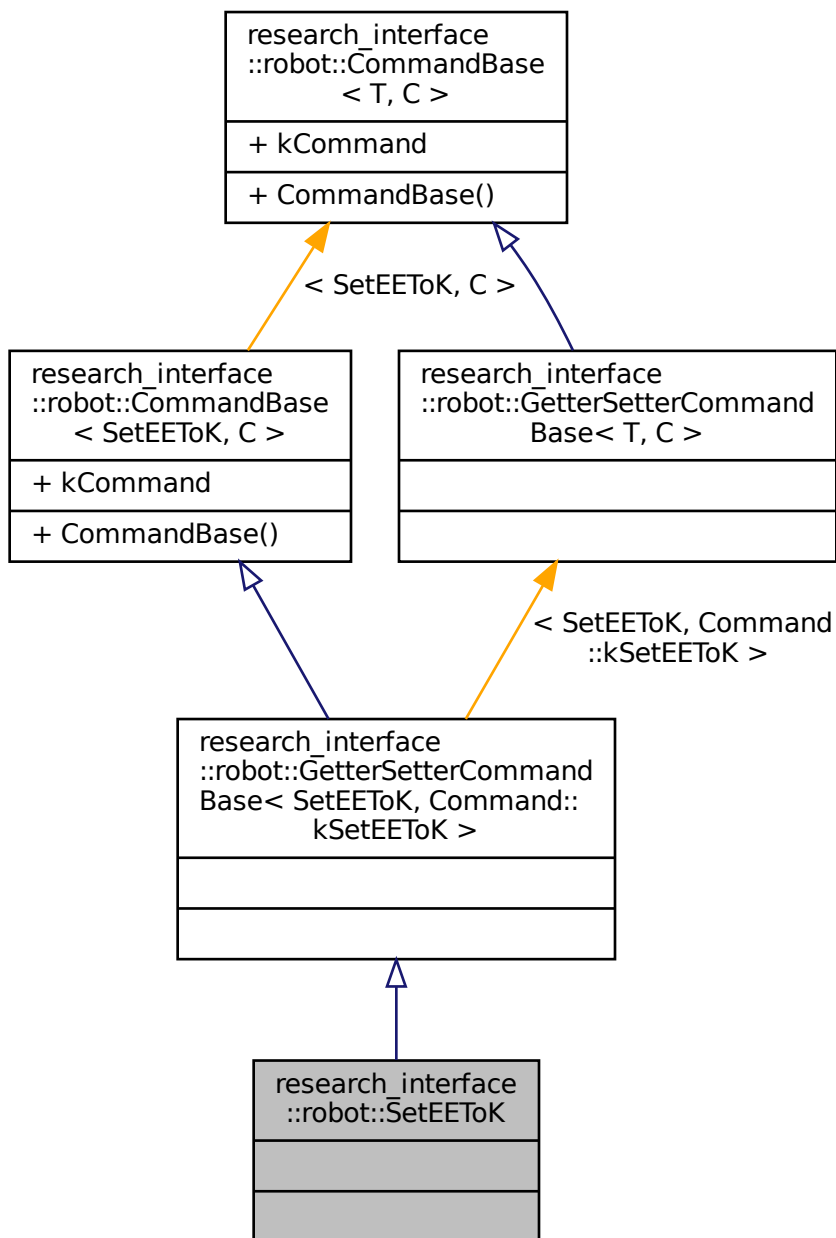 research_interface
::robot::CommandBase
< T, C >
+ kCommand
+ CommandBase()
< SetEEToK, C >
research_interface
::robot::CommandBase
< SetEEToK, C >
+ kCommand
+ CommandBase()
research_interface
::robot::GetterSetterCommand
Base< T, C >
< SetEEToK, Command
::kSetEEToK >
research_interface
::robot::GetterSetterCommand
Base< SetEEToK, Command::
kSetEEToK >
research_interface
::robot::SetEEToK